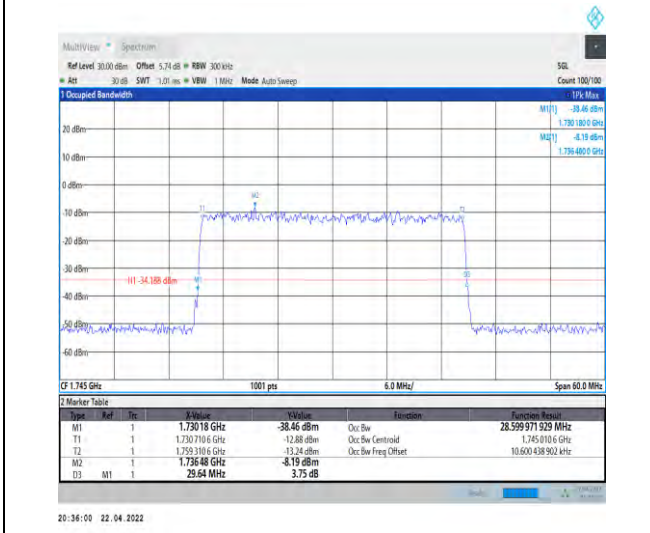 MultiView Spectrum
Ref Level 30.00 dBm Offset 5.74 dB RBW 300 kHz SGL
Att 30 dB SWT 1.01 ms VBW 1 MHz Mode Auto Sweep Count 100/100
1 Occupied Bandwidth 1Pk Max
M1[1] -38.46 dBm
1.730 180 0 GHz
M2[1] -8.19 dBm
1.736 480 0 GHz
20 dBm
10 dBm
0 dBm
M2
-10 dBm T1 T2
-20 dBm
-30 dBm
H1 -34.188 dBm M1 D3
-40 dBm
-50 dBm
-60 dBm
CF 1.745 GHz 1001 pts 6.0 MHz/ Span 60.0 MHz
2 Marker Table
Type Ref Trc X-Value Y-Value Function Function Result
M1 1 1.73018 GHz -38.46 dBm Occ Bw 28.599 971 929 MHz
T1 1 1.730 710 6 GHz -12.88 dBm Occ Bw Centroid 1.745 010 6 GHz
T2 1 1.759 310 6 GHz -13.24 dBm Occ Bw Freq Offset 10.600 438 902 kHz
M2 1 1.73648 GHz -8.19 dBm
D3 M1 1 29.64 MHz 3.75 dB
20:36:00 22.04.2022